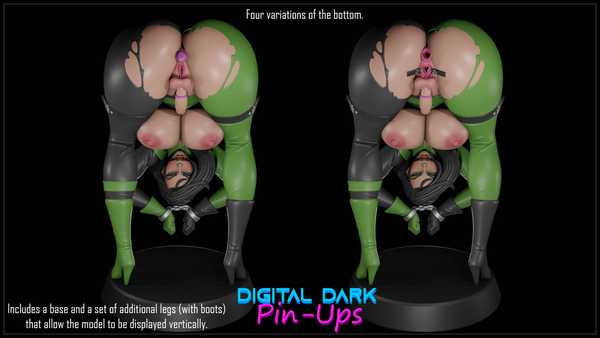 Four variations of the bottom.
DIGITAL DARK
Pin-Ups
Includes a base and a set of additional legs (with boots)
that allow the model to be displayed vertically.